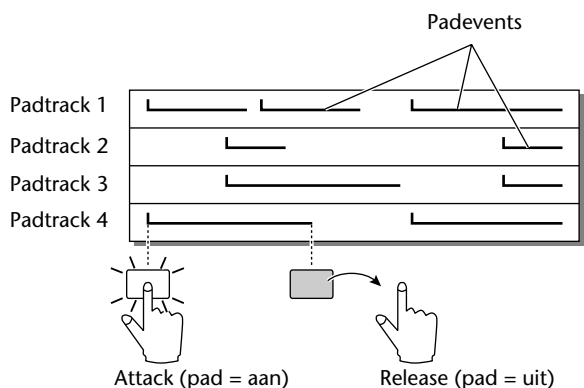 Padevents
Padtrack 1
Padtrack 2
Padtrack 3
Padtrack 4
Attack (pad = aan)
Release (pad = uit)